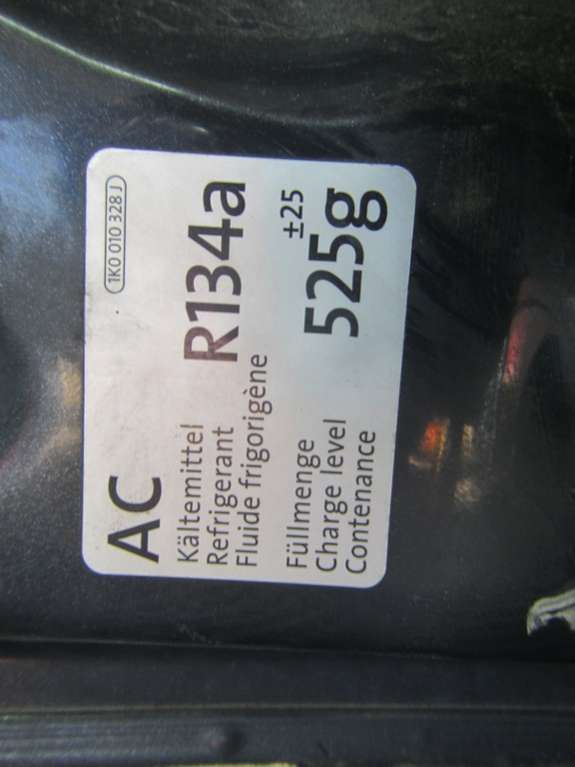 AC
1K0 010 328 J
Kältemittel
Refrigerant R134a
Fluide frigorigène
Füllmenge ±25
Charge level 525g
Contenance